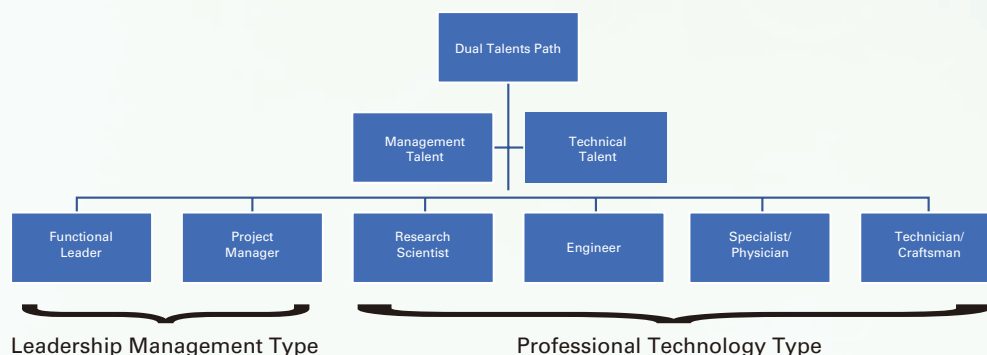 Dual Talents Path
Management
Talent
Technical
Talent
Functional
Leader
Project
Manager
Research
Scientist
Engineer
Specialist/
Physician
Technician/
Craftsman
Leadership Management Type
Professional Technology Type